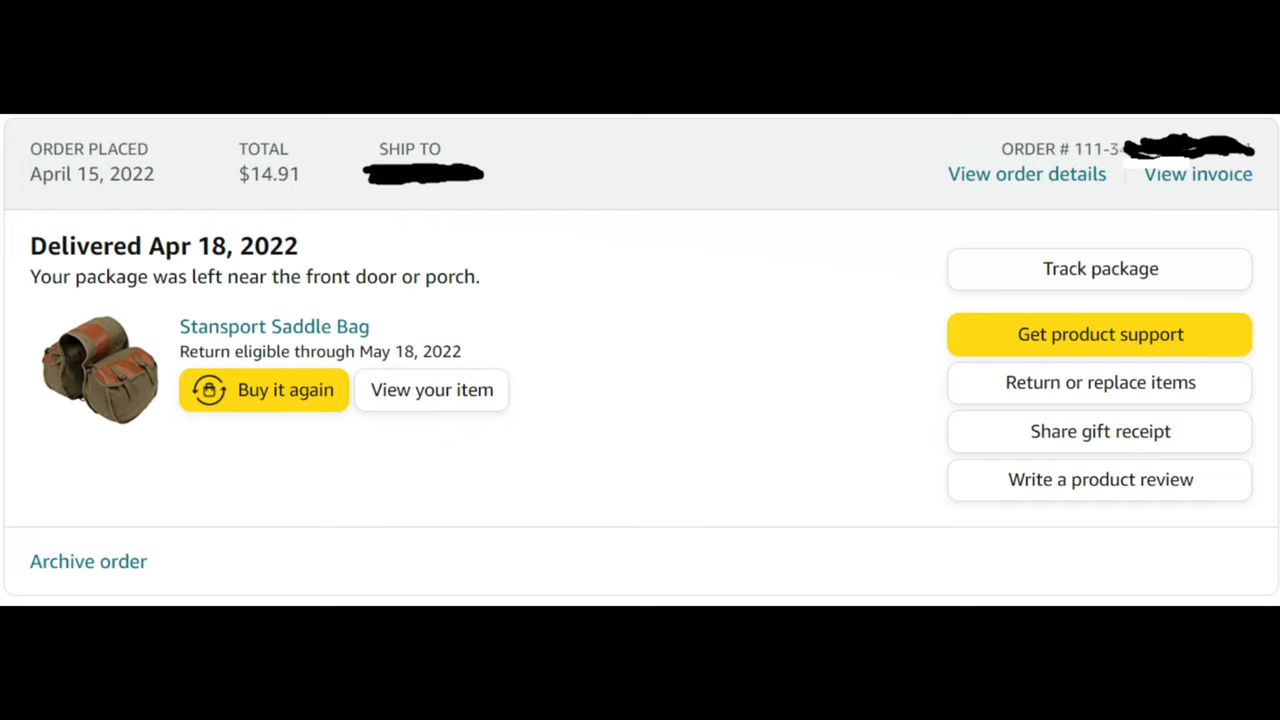 ORDER PLACED
April 15, 2022
TOTAL
$14.91
SHIP TO
ORDER # 111-3
View order details
View invoice
Delivered Apr 18, 2022
Your package was left near the front door or porch.
Stansport Saddle Bag
Return eligible through May 18, 2022
Buy it again
View your item
Track package
Get product support
Return or replace items
Share gift receipt
Write a product review
Archive order